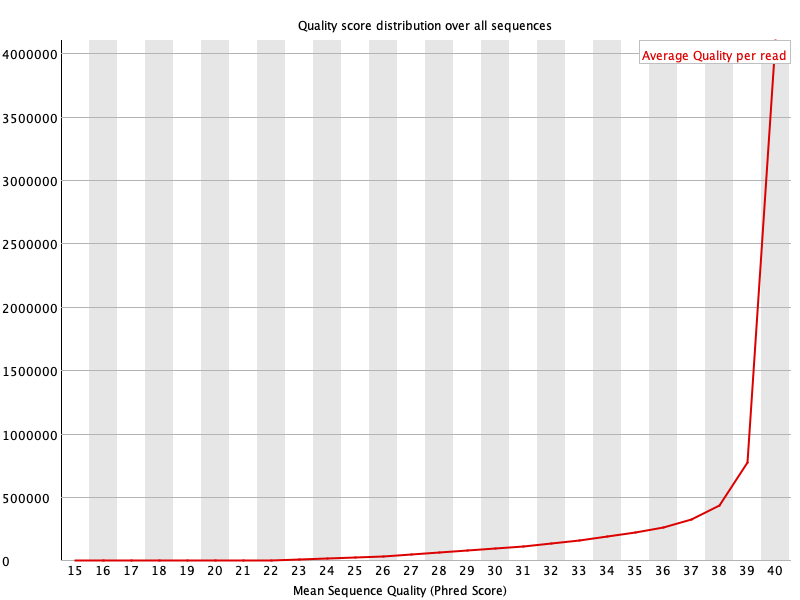 Quality score distribution over all sequences
Average Quality per read
4000000
3500000
3000000
2500000
2000000
1500000
1000000
500000
0
15 16 17 18 19 20 21 22 23 24 25 26 27 28 29 30 31 32 33 34 35 36 37 38 39 40
Mean Sequence Quality (Phred Score)